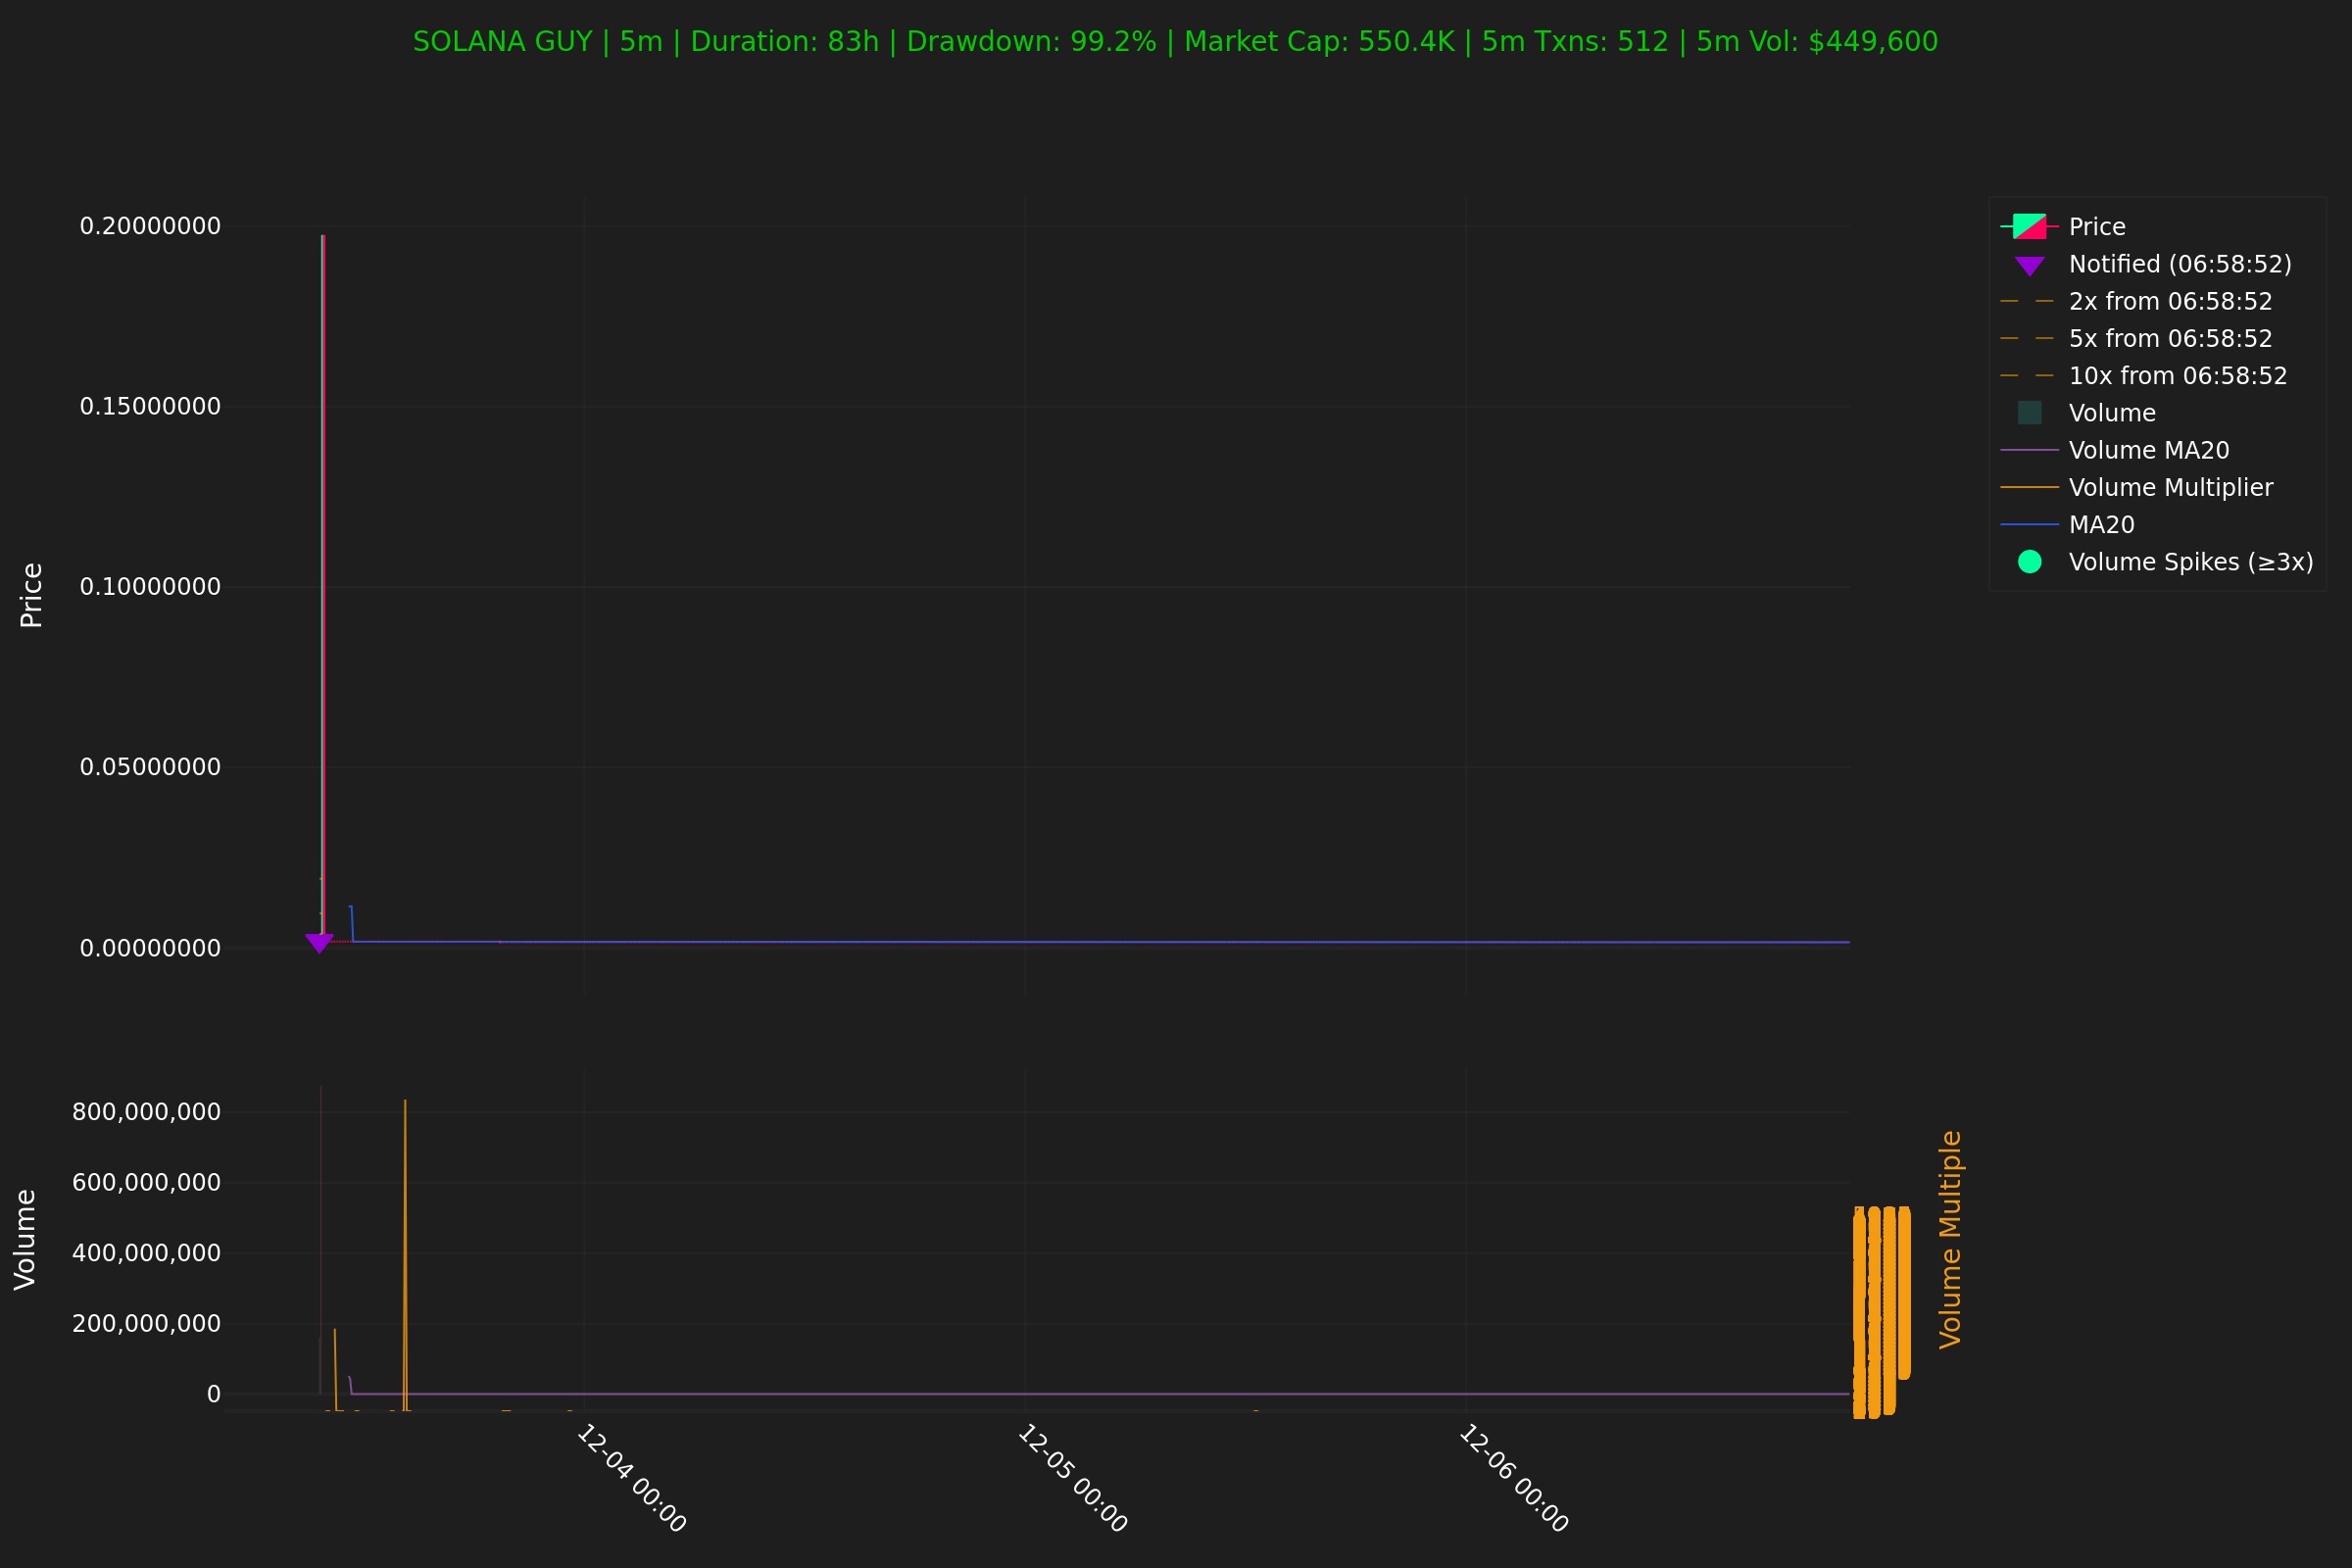 SOLANA GUY | 5m | Duration: 83h | Drawdown: 99.2% | Market Cap: 550.4K | 5m Txns: 512 | 5m Vol: $449,600
0.20000000
0.15000000
0.10000000
0.05000000
0.00000000
Price
Price
Notified (06:58:52)
2x from 06:58:52
5x from 06:58:52
10x from 06:58:52
Volume
Volume MA20
Volume Multiplier
MA20
Volume Spikes (≥3x)
800,000,000
600,000,000
400,000,000
200,000,000
0
Volume
Volume Multiple
12-04 00:00
12-05 00:00
12-06 00:00